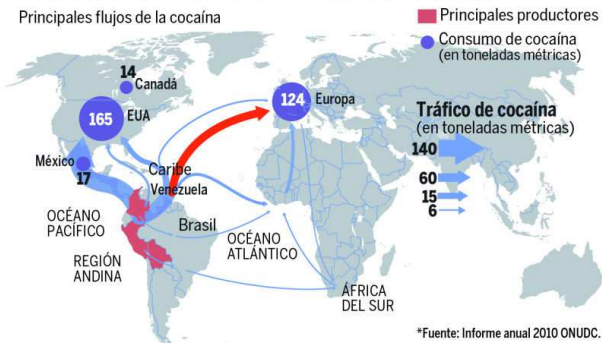 Principales flujos de la cocaína
Principales productores
Consumo de cocaína
(en toneladas métricas)
14
Canadá
165
EUA
124
Europa
México
17
Caribe
Venezuela
OCÉANO
PACÍFICO
Brasil
OCÉANO
ATLÁNTICO
REGIÓN
ANDINA
ÁFRICA
DEL SUR
Tráfico de cocaína
(en toneladas métricas)
140
60
15
6
*Fuente: Informe anual 2010 ONUDC.